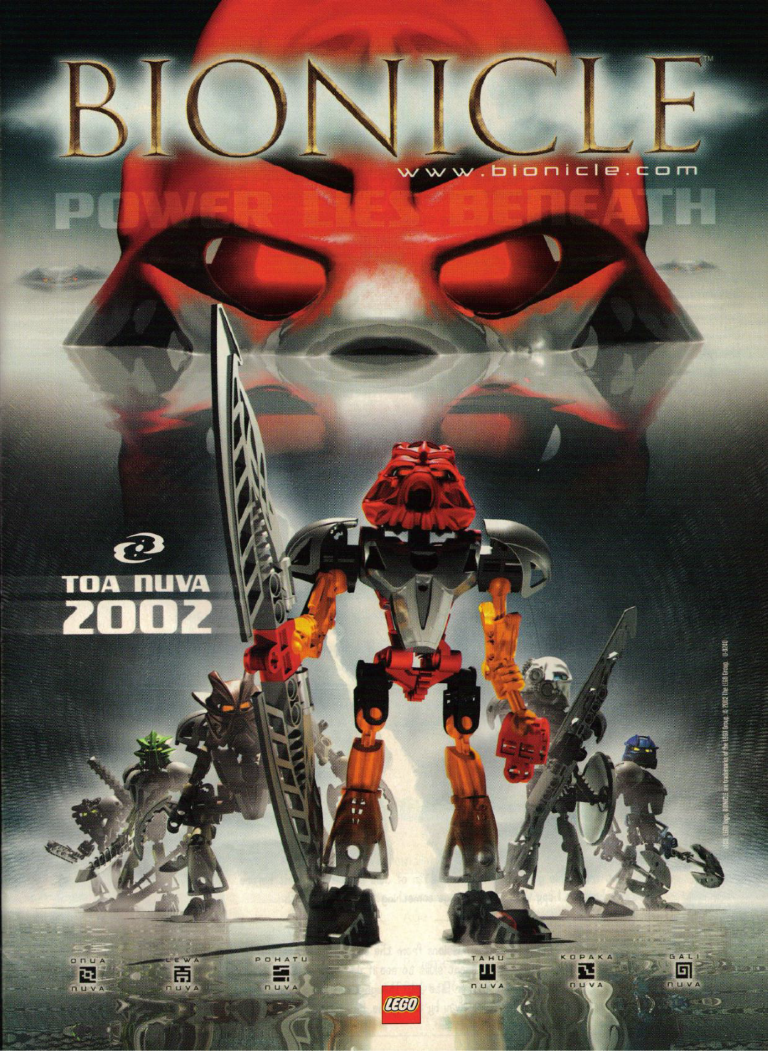 BIONICLE™
www.bionicle.com
POWER LIES BENEATH
TOA NUVA
2002
ONUA
NUVA
LEWA
NUVA
POHATU
NUVA
TAHU
NUVA
KOPAKA
NUVA
GALI
NUVA
LEGO